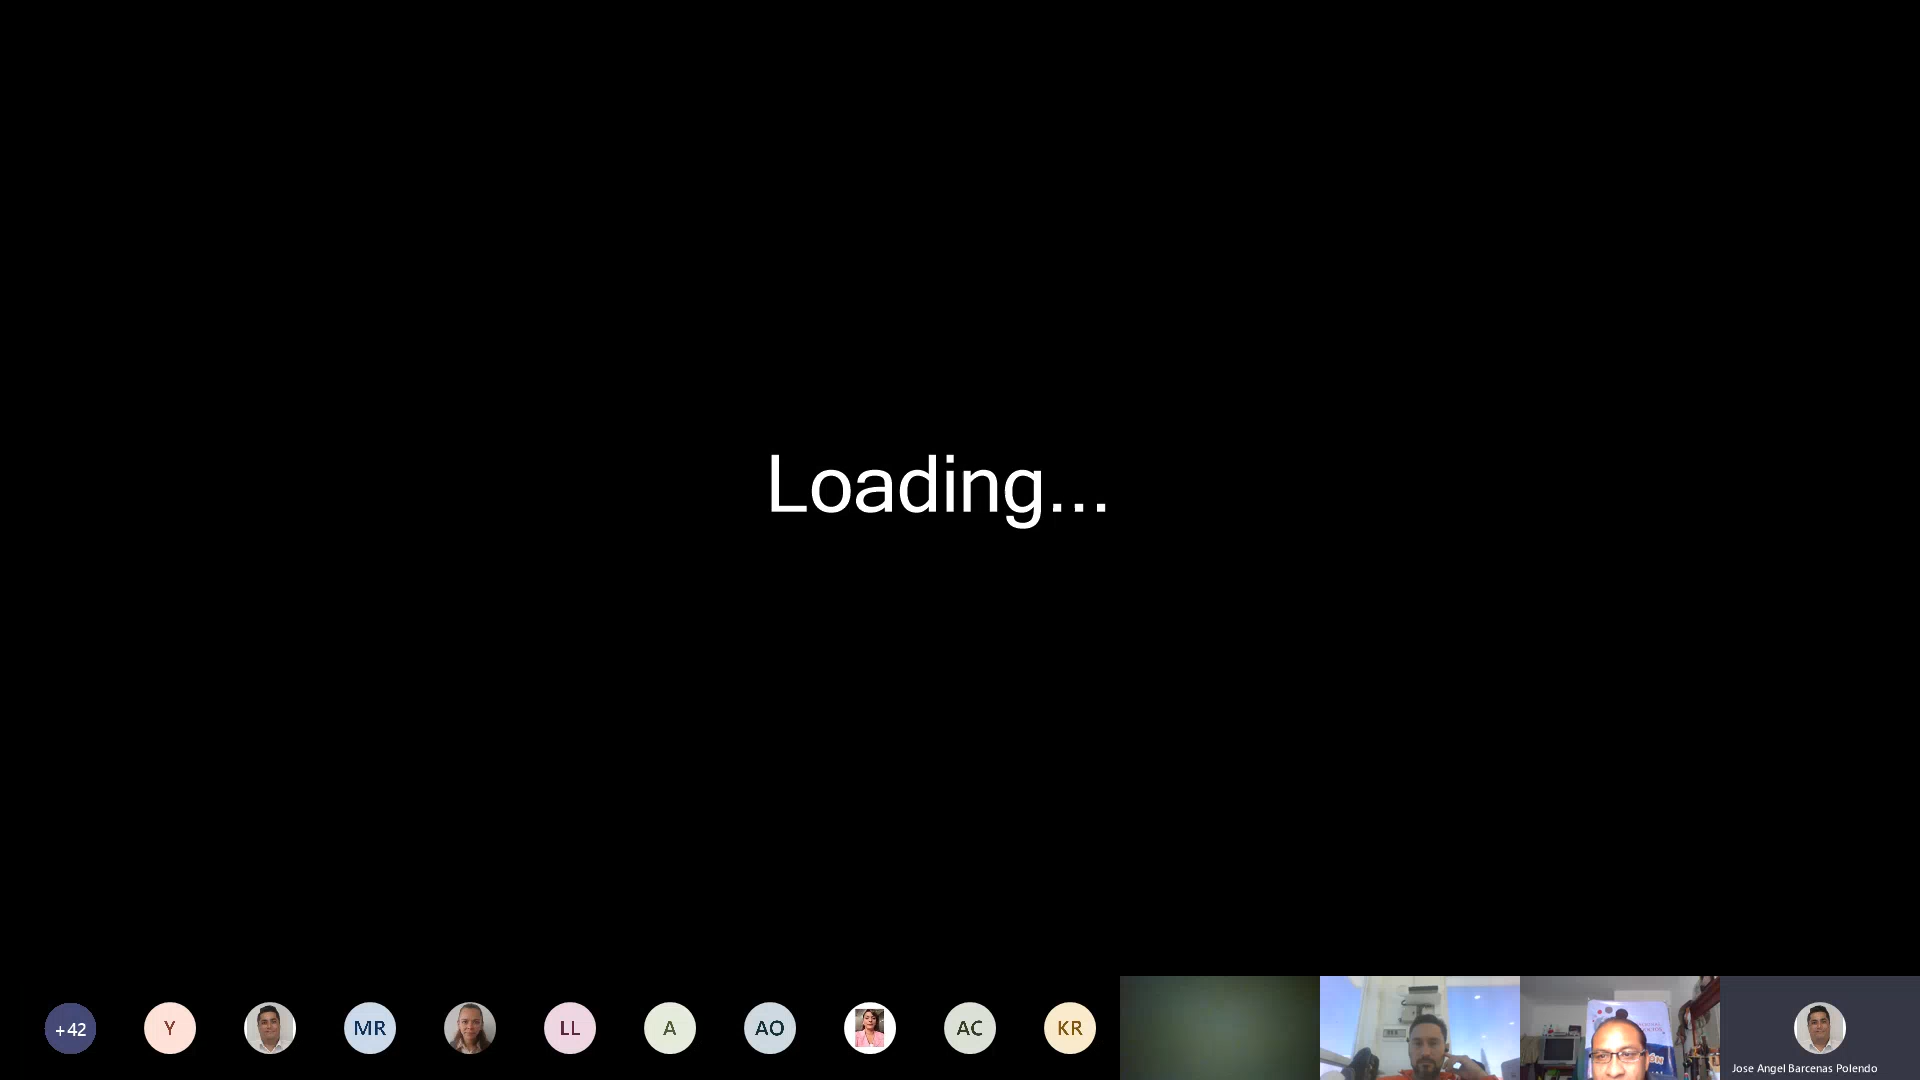 Loading...
+42
Y
MR
LL
A
AO
AC
KR
Jose Angel Barcenas Polendo